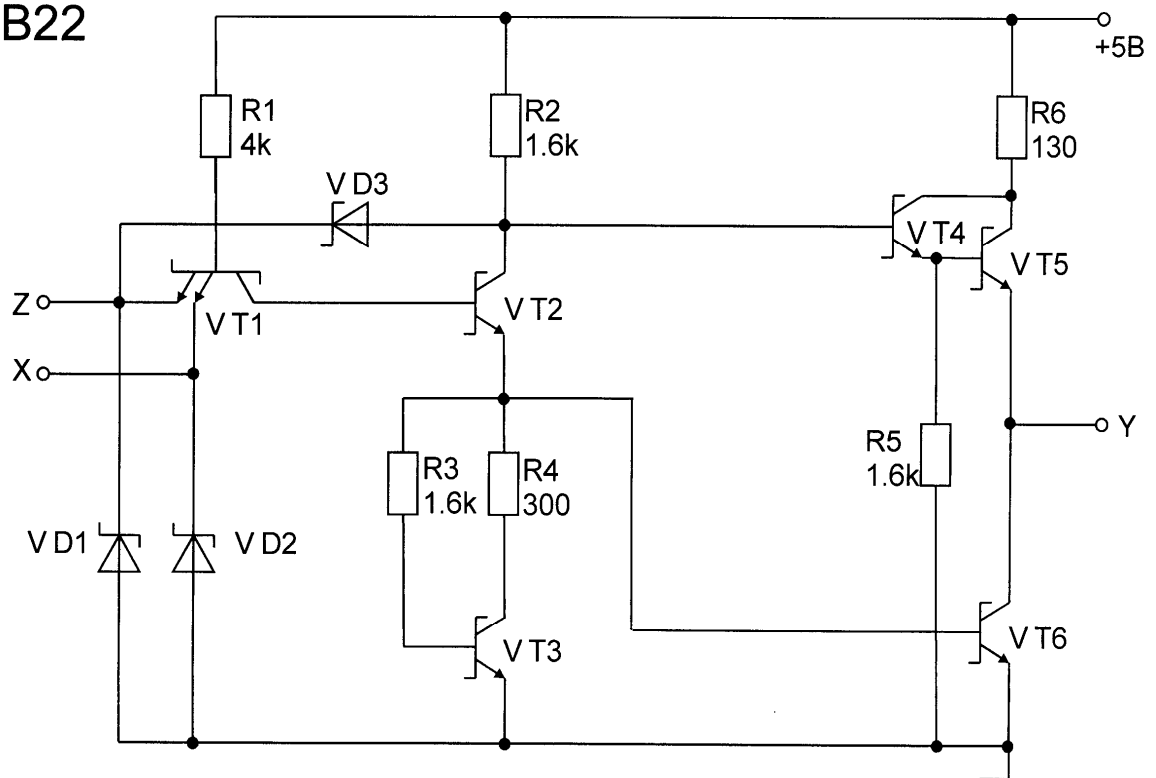 B22
+5В
R1
4k
R2
1.6k
R6
130
VD3
VT4
VT5
Z
VT1
VT2
X
Y
R3
1.6k
R4
300
R5
1.6k
VD1
VD2
VT3
VT6